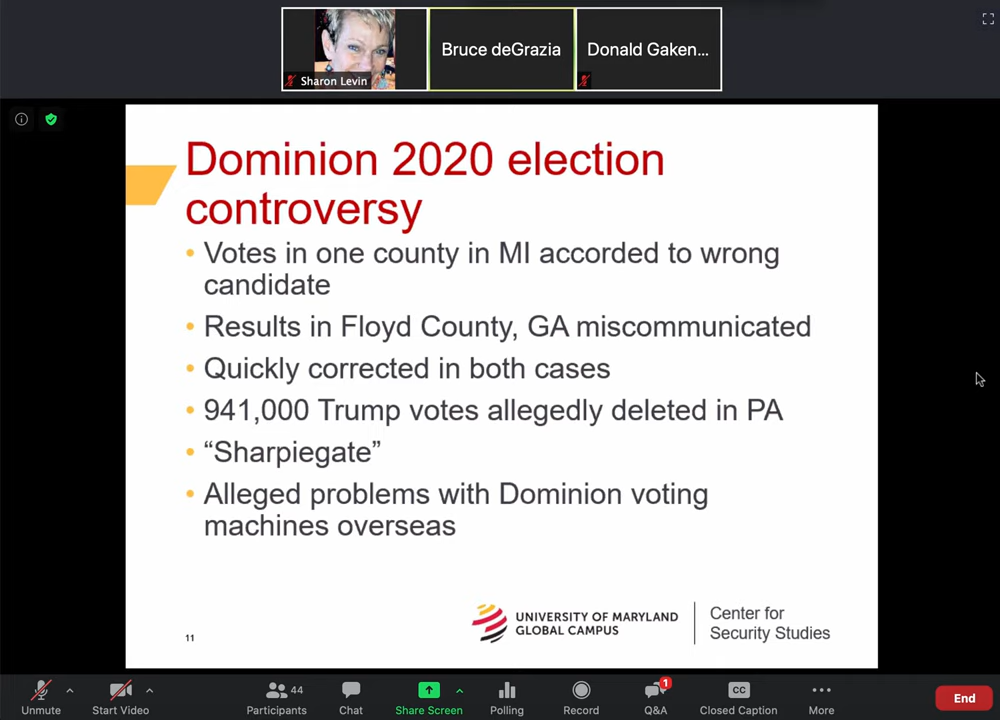 Sharon Levin
Bruce deGrazia
Donald Gaken...
Dominion 2020 election
controversy
• Votes in one county in MI accorded to wrong
candidate
• Results in Floyd County, GA miscommunicated
• Quickly corrected in both cases
• 941,000 Trump votes allegedly deleted in PA
• “Sharpiegate”
• Alleged problems with Dominion voting
machines overseas
UNIVERSITY OF MARYLAND
GLOBAL CAMPUS
Center for
Security Studies
11
Unmute
Start Video
44
Participants
Chat
Share Screen
Polling
Record
1
Q&A
CC
Closed Caption
More
End